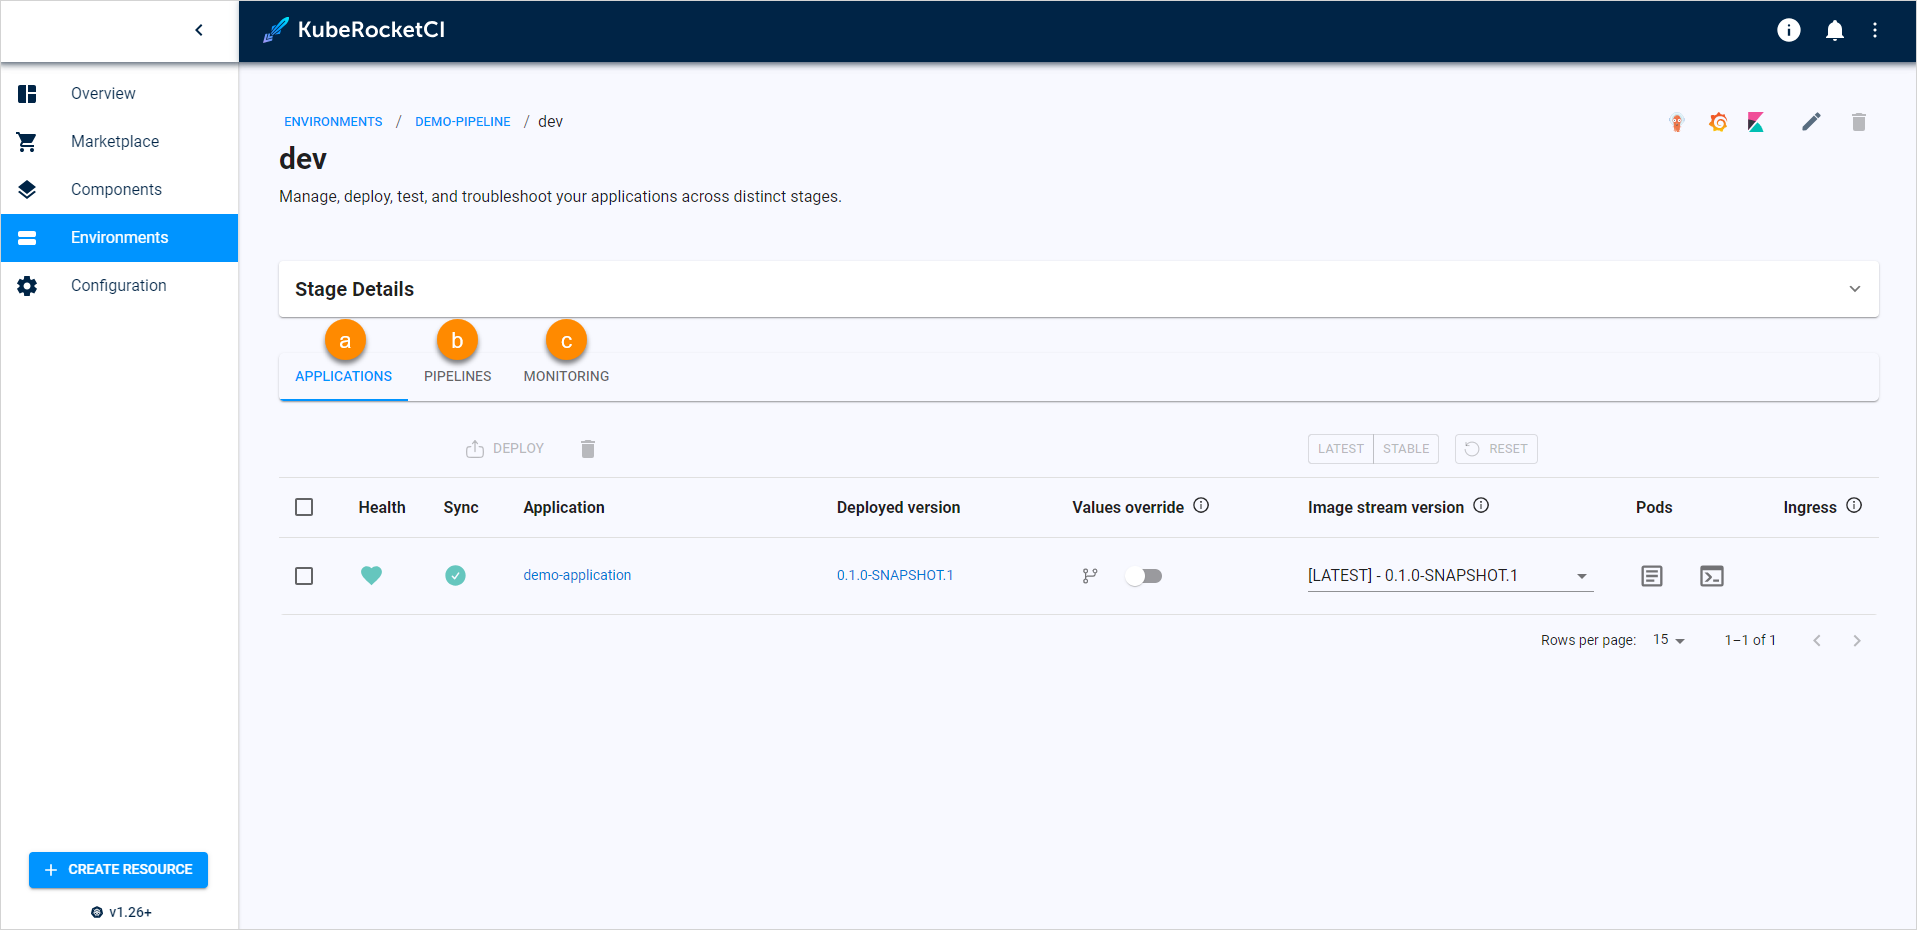 KubeRocketCI
Overview
Marketplace
Components
Environments
Configuration
ENVIRONMENTS / DEMO-PIPELINE / dev
dev
Manage, deploy, test, and troubleshoot your applications across distinct stages.
Stage Details
a b c
APPLICATIONS PIPELINES MONITORING
DEPLOY LATEST STABLE RESET
Health Sync Application Deployed version Values override Image stream version Pods Ingress
demo-application 0.1.0-SNAPSHOT.1 [LATEST] - 0.1.0-SNAPSHOT.1
Rows per page: 15 1–1 of 1
+ CREATE RESOURCE
v1.26+